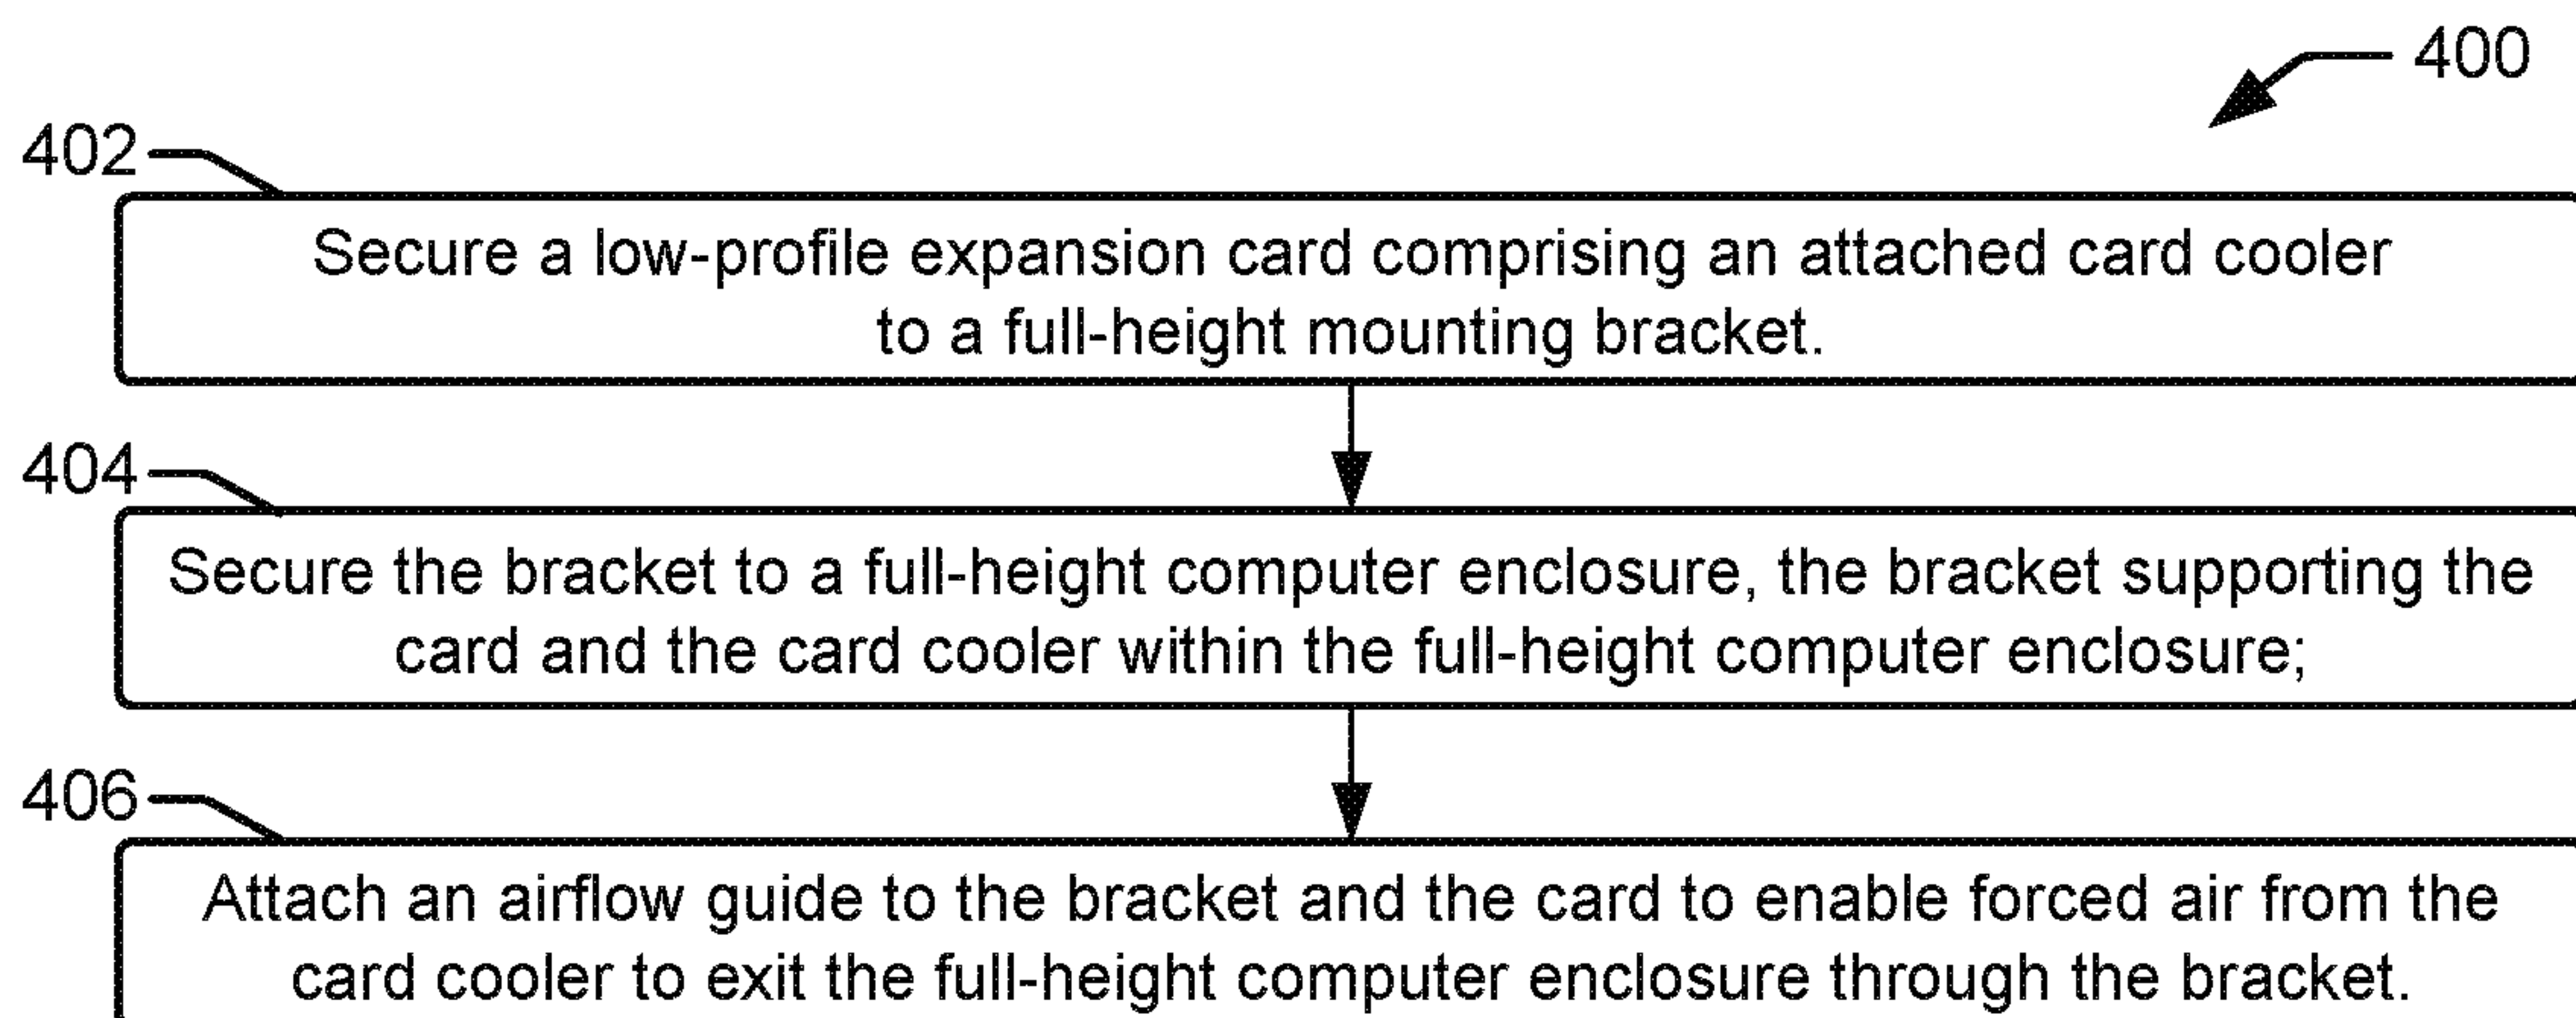 400
402
Secure a low-profile expansion card comprising an attached card cooler
to a full-height mounting bracket.
404
Secure the bracket to a full-height computer enclosure, the bracket supporting the
card and the card cooler within the full-height computer enclosure;
406
Attach an airflow guide to the bracket and the card to enable forced air from the
card cooler to exit the full-height computer enclosure through the bracket.